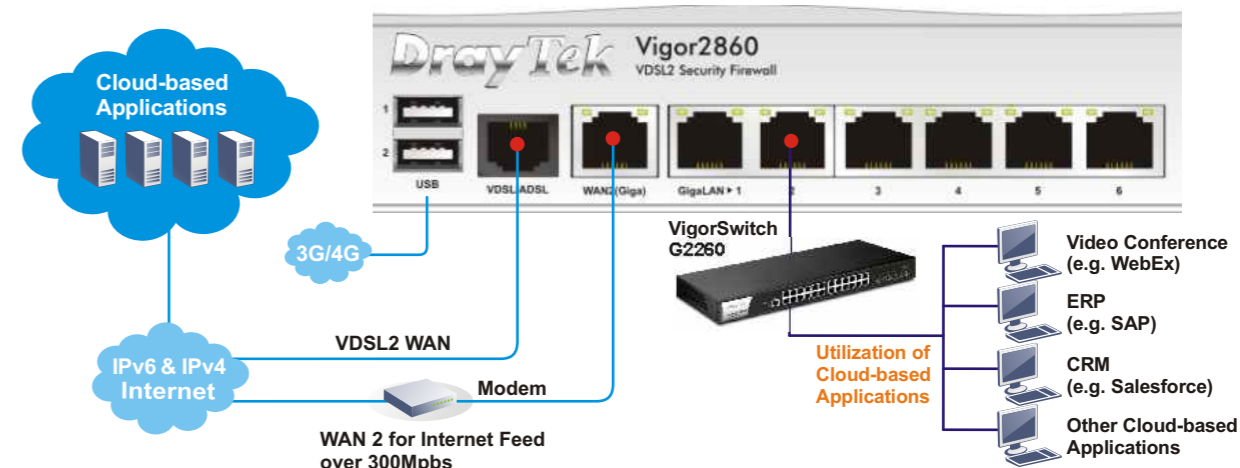 DrayTek
Vigor2860
VDSL2 Security Firewall
Cloud-based
Applications
1
2
USB
VDSL/ADSL
WAN2(Giga)
GigaLAN ▶ 1
2
3
4
5
6
3G/4G
VigorSwitch
G2260
Video Conference
(e.g. WebEx)
ERP
(e.g. SAP)
CRM
(e.g. Salesforce)
Other Cloud-based
Applications
Utilization of
Cloud-based
Applications
VDSL2 WAN
IPv6 & IPv4
Internet
Modem
WAN 2 for Internet Feed
over 300Mpbs